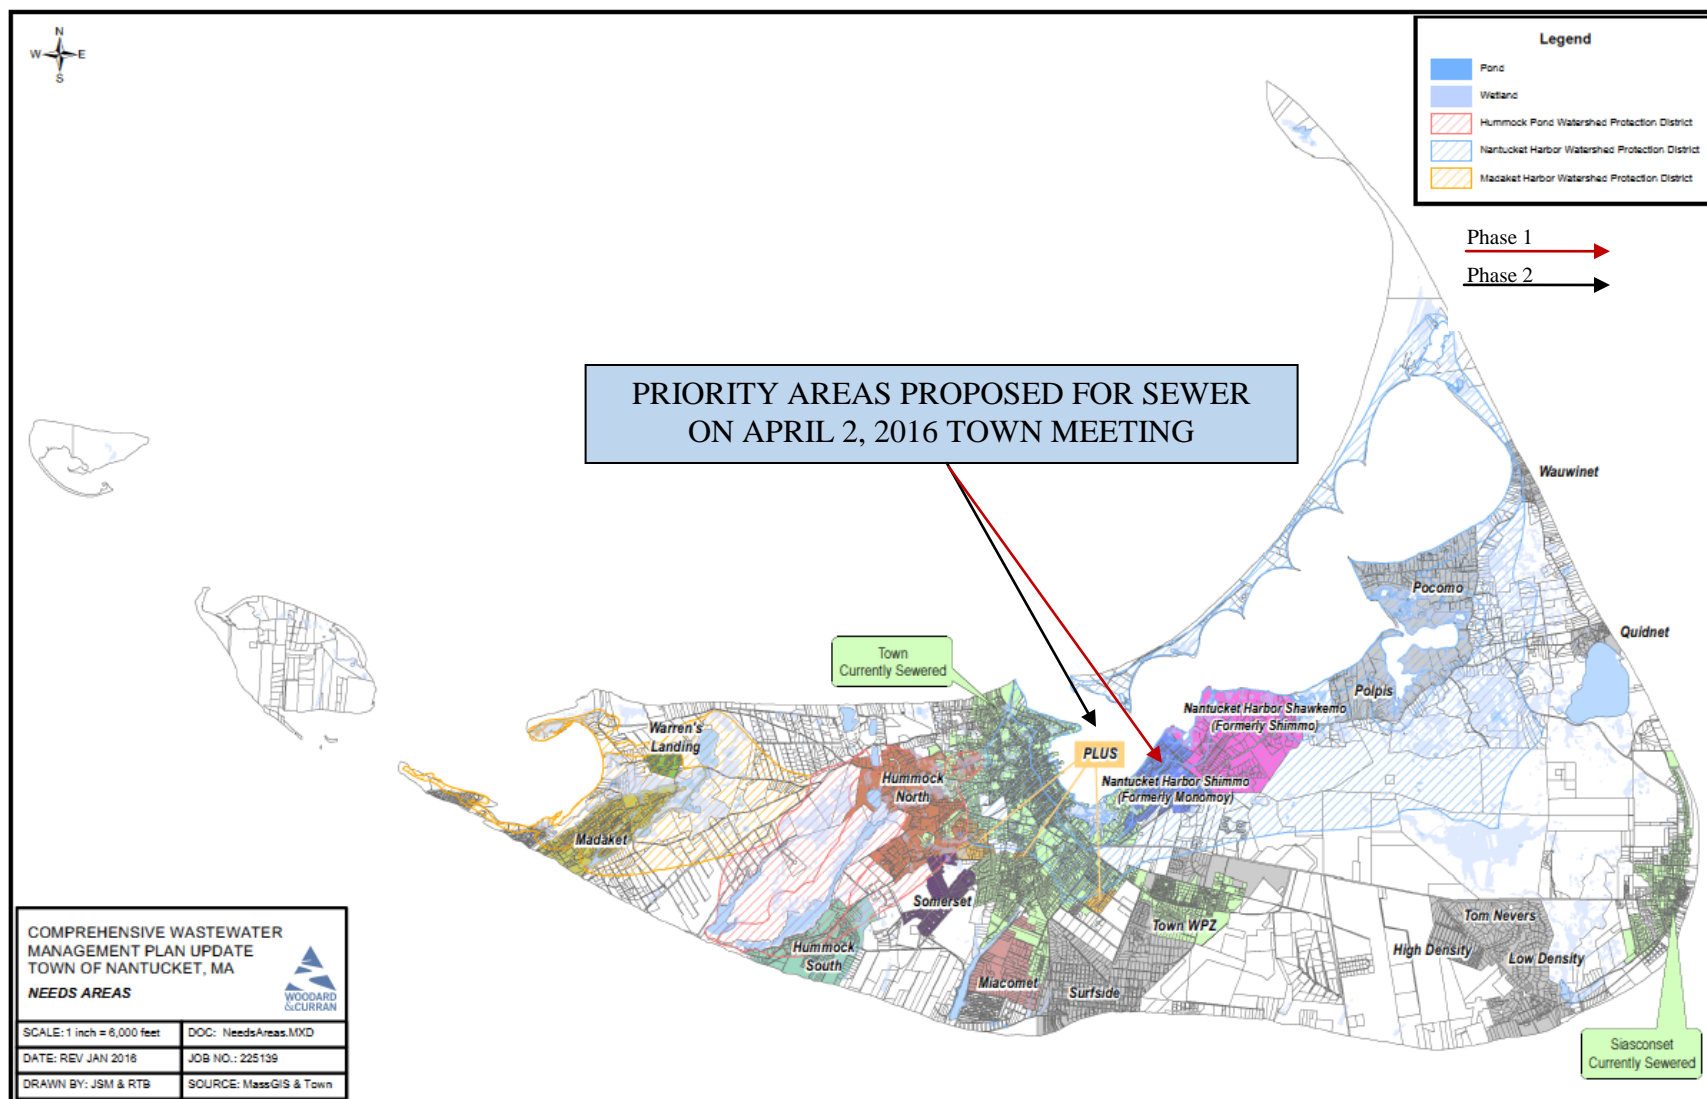 N
W E
S
Legend
Pond
Wetland
Hummock Pond Watershed Protection District
Nantucket Harbor Watershed Protection District
Madaket Harbor Watershed Protection District
Phase 1
Phase 2
PRIORITY AREAS PROPOSED FOR SEWER
ON APRIL 2, 2016 TOWN MEETING
Wauwinet
Pocomo
Quidnet
Town
Currently Sewered
Polpis
Nantucket Harbor Shawkemo
(Formerly Shimmo)
Warren's
Landing
PLUS
Nantucket Harbor Shimmo
(Formerly Monomoy)
Hummock
North
Madaket
Somerset
Town WPZ
Tom Nevers
High Density
Low Density
Hummock
South
Miacomet
Surfside
Siasconset
Currently Sewered
COMPREHENSIVE WASTEWATER
MANAGEMENT PLAN UPDATE
TOWN OF NANTUCKET, MA
NEEDS AREAS
WOODARD
&CURRAN
SCALE: 1 inch = 6,000 feet
DOC: NeedsAreas.MXD
DATE: REV JAN 2016
JOB NO.: 225139
DRAWN BY: JSM & RTB
SOURCE: MassGIS & Town